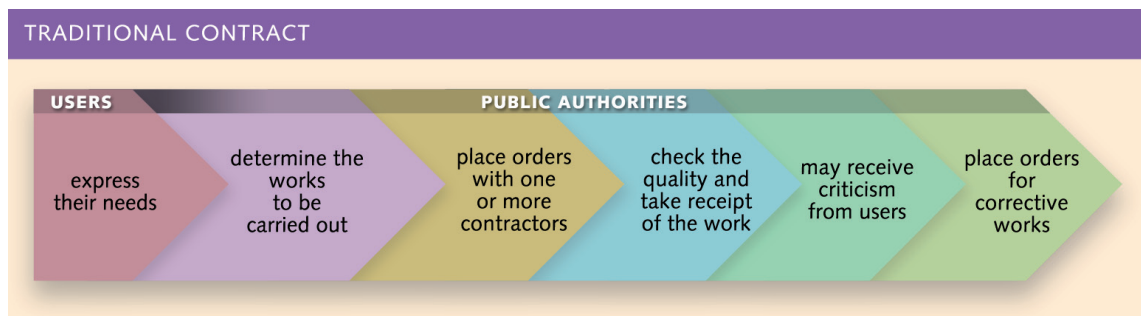 TRADITIONAL CONTRACT
USERS
PUBLIC AUTHORITIES
express
their needs
determine the
works
to be
carried out
place orders
with one
or more
contractors
check the
quality and
take receipt
of the work
may receive
criticism
from users
place orders
for
corrective
works